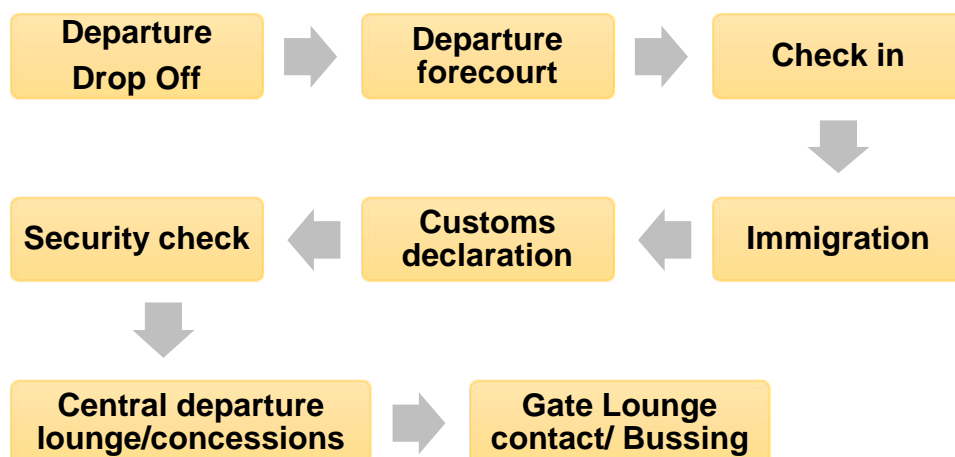 Departure
Drop Off
Departure
forecourt
Check in
Immigration
Customs
declaration
Security check
Central departure
lounge/concessions
Gate Lounge
contact/ Bussing